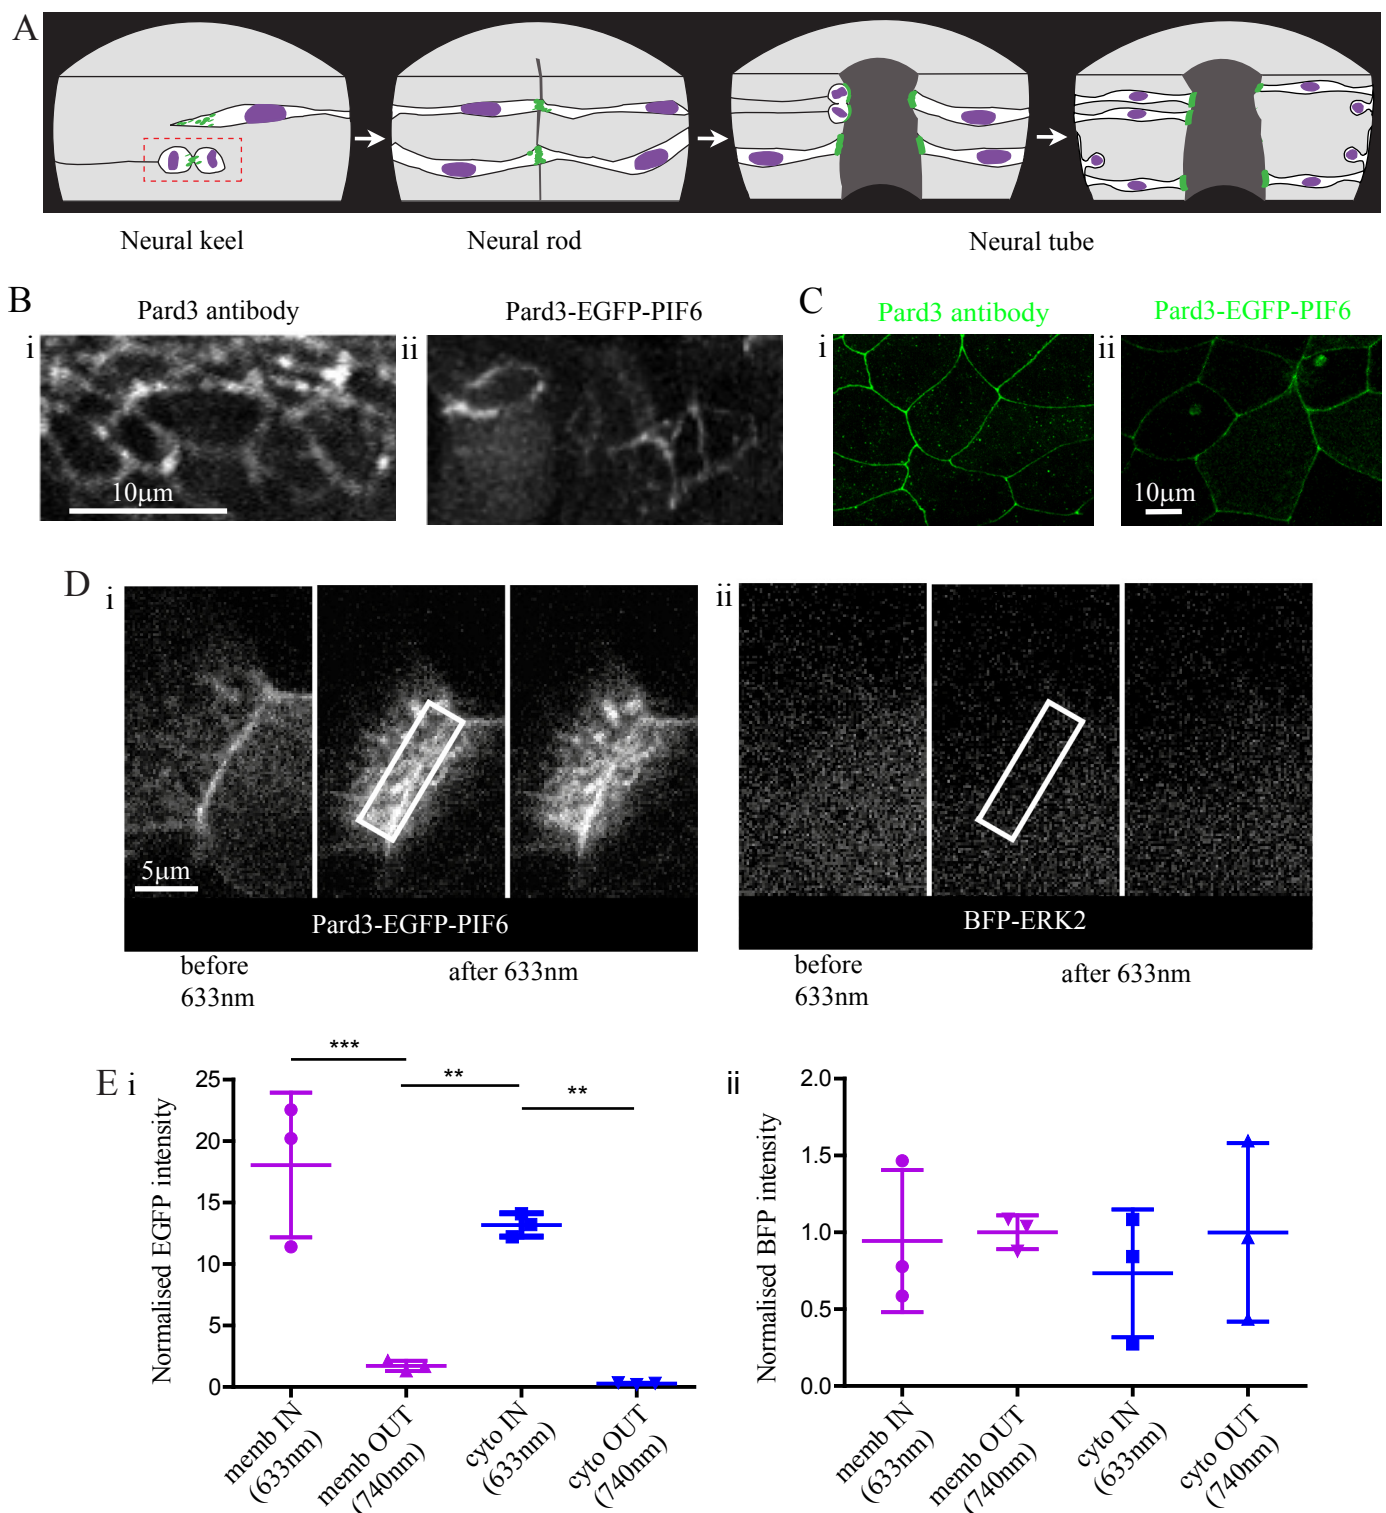 A
Neural keel
Neural rod
Neural tube
B
Pard3 antibody
Pard3-EGFP-PIF6
i
ii
10μm
C
Pard3 antibody
Pard3-EGFP-PIF6
i
ii
10μm
D
i
5μm
Pard3-EGFP-PIF6
before
633nm
after 633nm
ii
BFP-ERK2
before
633nm
after 633nm
E i
***
**
**
Normalised EGFP intensity
25
20
15
10
5
0
memb IN
(633nm)
memb OUT
(740nm)
cyto IN
(633nm)
cyto OUT
(740nm)
ii
Normalised BFP intensity
2.0
1.5
1.0
0.5
0.0
memb IN
(633nm)
memb OUT
(740nm)
cyto IN
(633nm)
cyto OUT
(740nm)